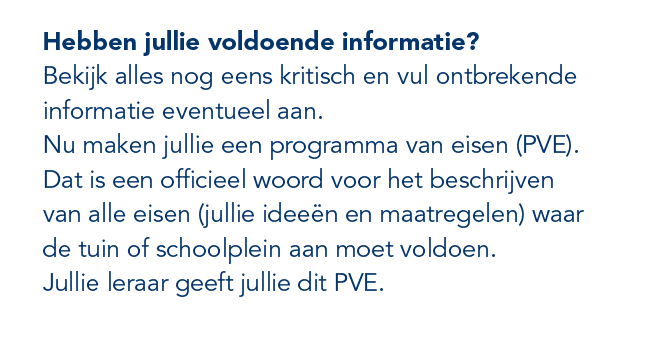 Hebben jullie voldoende informatie?
Bekijk alles nog eens kritisch en vul ontbrekende
informatie eventueel aan.
Nu maken jullie een programma van eisen (PVE).
Dat is een officieel woord voor het beschrijven
van alle eisen (jullie ideeën en maatregelen) waar
de tuin of schoolplein aan moet voldoen.
Jullie leraar geeft jullie dit PVE.